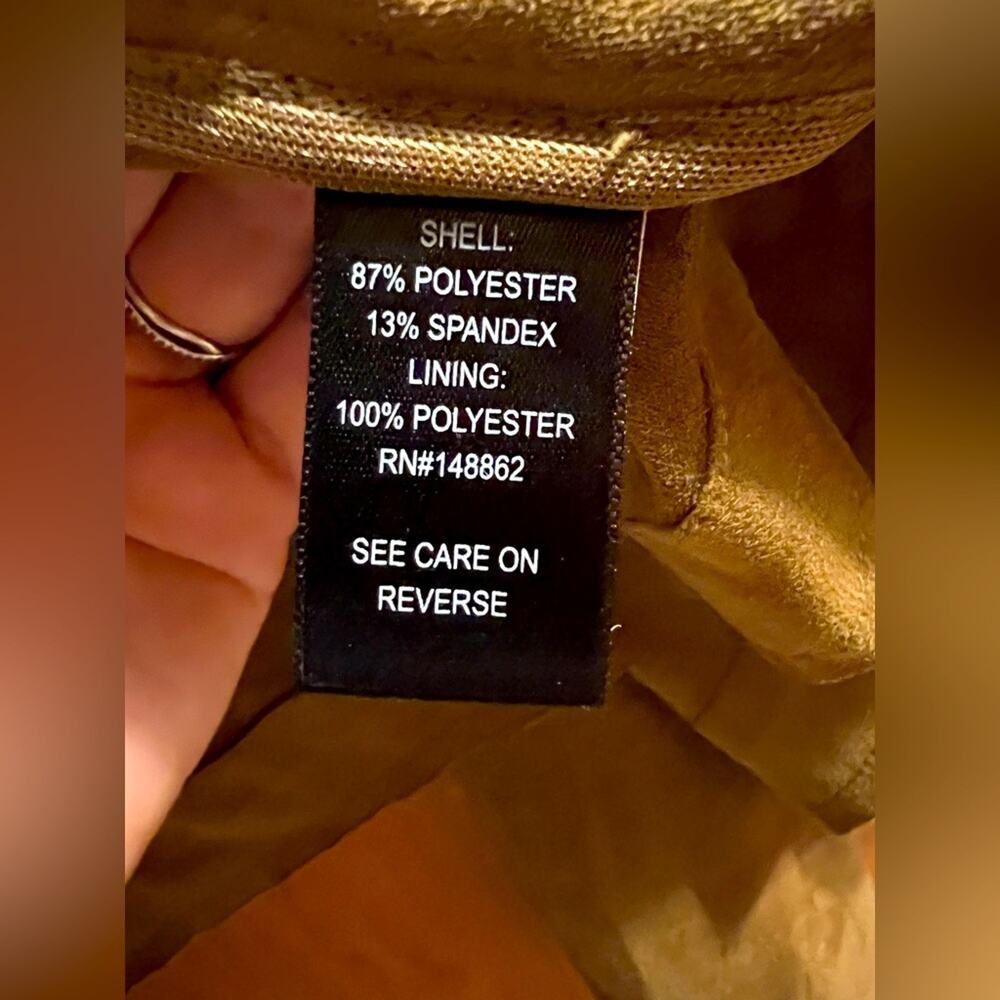 SHELL:
87% POLYESTER
13% SPANDEX
LINING:
100% POLYESTER
RN#148862
SEE CARE ON
REVERSE